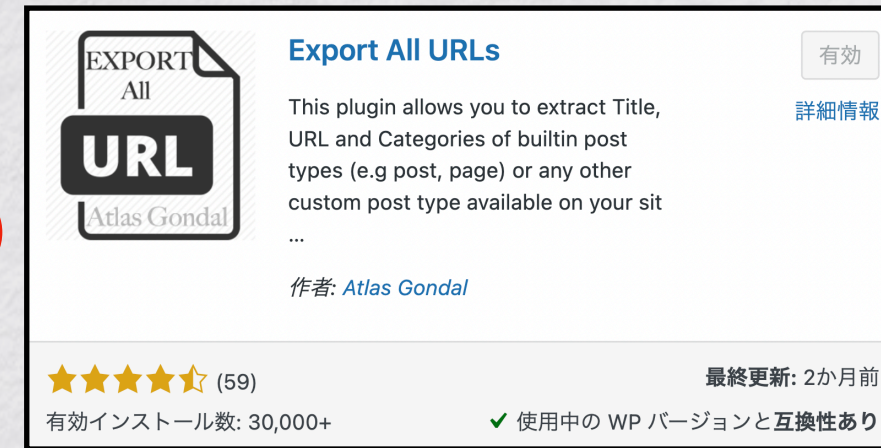 EXPORT
All
URL
Atlas Gondal
Export All URLs
This plugin allows you to extract Title,
URL and Categories of builtin post
types (e.g post, page) or any other
custom post type available on your sit
...
作者: Atlas Gondal
有効
詳細情報
(59)
有効インストール数: 30,000+
最終更新: 2か月前
✔ 使用中の WP バージョンと互換性あり